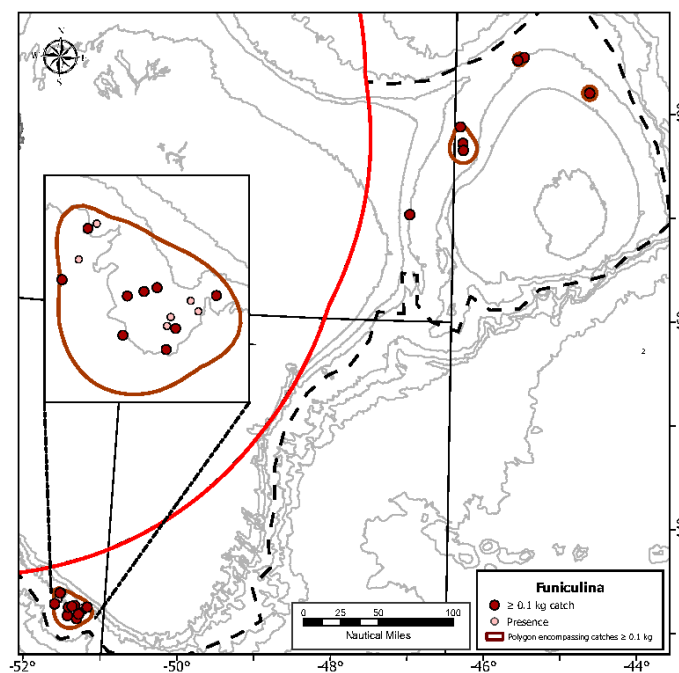 N
W
S
2
Funiculina
≥ 0.1 kg catch
Presence
Polygon encompassing catches ≥ 0.1 kg
0 25 50 100
Nautical Miles
-52° -50° -48° -46° -44°